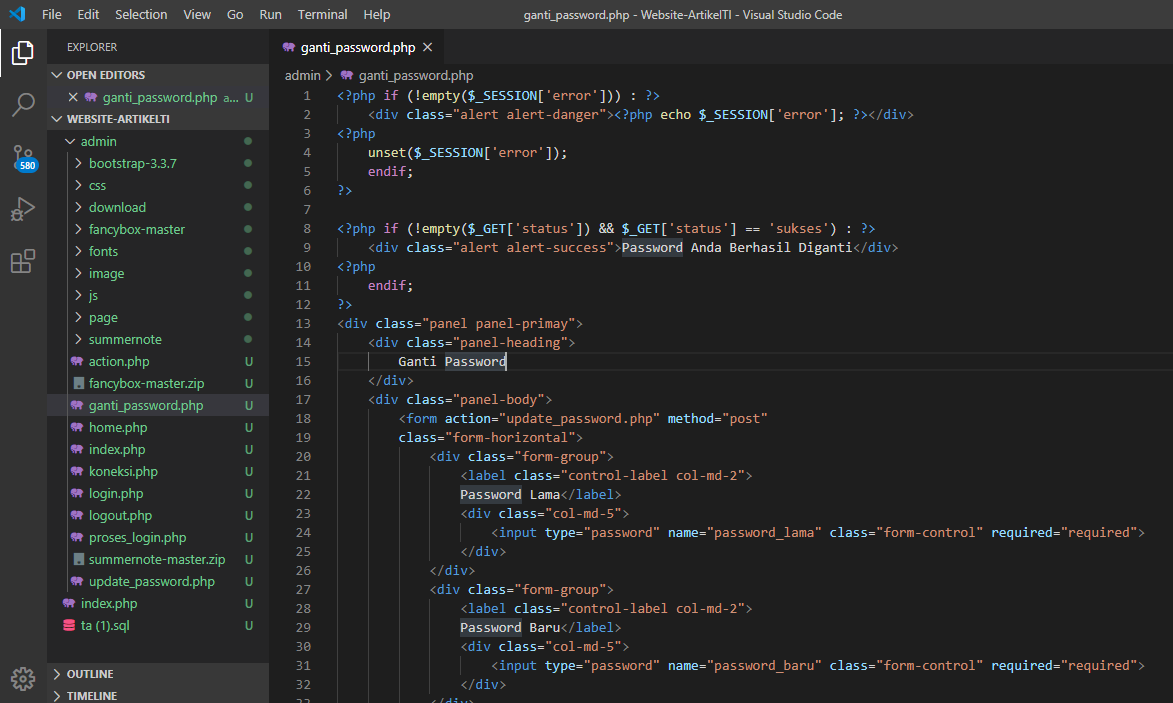 File Edit Selection View Go Run Terminal Help ganti_password.php - Website-ArtikelTI - Visual Studio Code
EXPLORER
OPEN EDITORS
ganti_password.php a... U
WEBSITE-ARTIKELTI
admin
bootstrap-3.3.7
css
download
fancybox-master
fonts
image
js
page
summernote
action.php U
fancybox-master.zip U
ganti_password.php U
home.php U
index.php U
koneksi.php U
login.php U
logout.php U
proses_login.php U
summernote-master.zip U
update_password.php U
index.php U
ta (1).sql U
OUTLINE
TIMELINE
580
ganti_password.php
admin > ganti_password.php
1 <?php if (!empty($_SESSION['error'])) : ?>
2 <div class="alert alert-danger"><?php echo $_SESSION['error']; ?></div>
3 <?php
4 unset($_SESSION['error']);
5 endif;
6 ?>
7
8 <?php if (!empty($_GET['status']) && $_GET['status'] == 'sukses') : ?>
9 <div class="alert alert-success">Password Anda Berhasil Diganti</div>
10 <?php
11 endif;
12 ?>
13 <div class="panel panel-primay">
14 <div class="panel-heading">
15 Ganti Password
16 </div>
17 <div class="panel-body">
18 <form action="update_password.php" method="post"
19 class="form-horizontal">
20 <div class="form-group">
21 <label class="control-label col-md-2">
22 Password Lama</label>
23 <div class="col-md-5">
24 <input type="password" name="password_lama" class="form-control" required="required">
25 </div>
26 </div>
27 <div class="form-group">
28 <label class="control-label col-md-2">
29 Password Baru</label>
30 <div class="col-md-5">
31 <input type="password" name="password_baru" class="form-control" required="required">
32 </div>
33 </div>